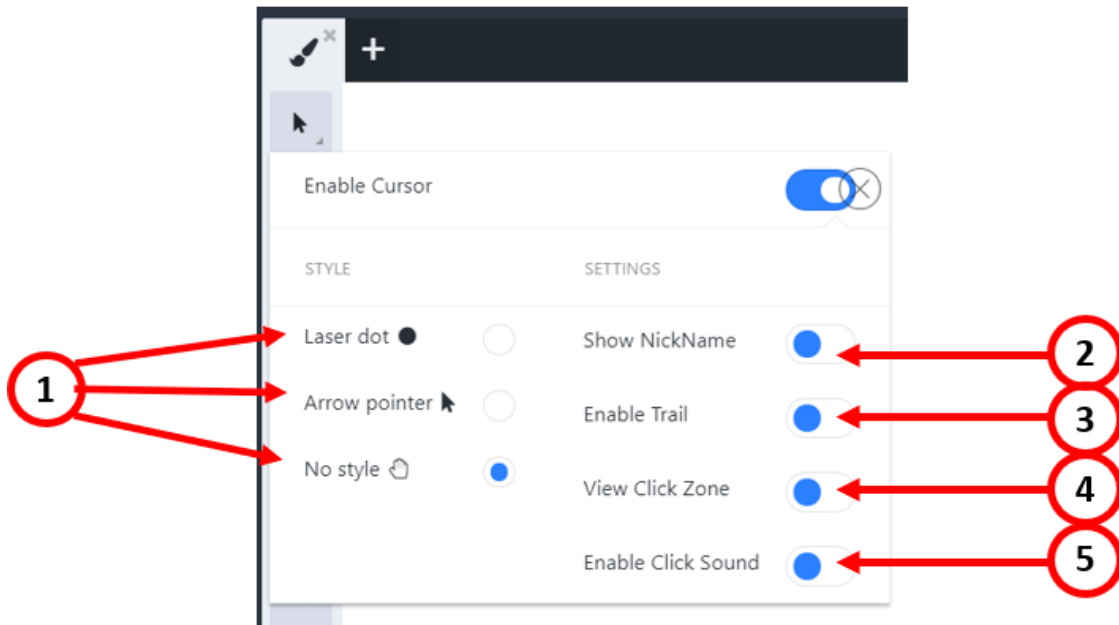 Enable Cursor
STYLE
SETTINGS
Laser dot
Show NickName
2
1
Arrow pointer
Enable Trail
3
No style
View Click Zone
4
Enable Click Sound
5